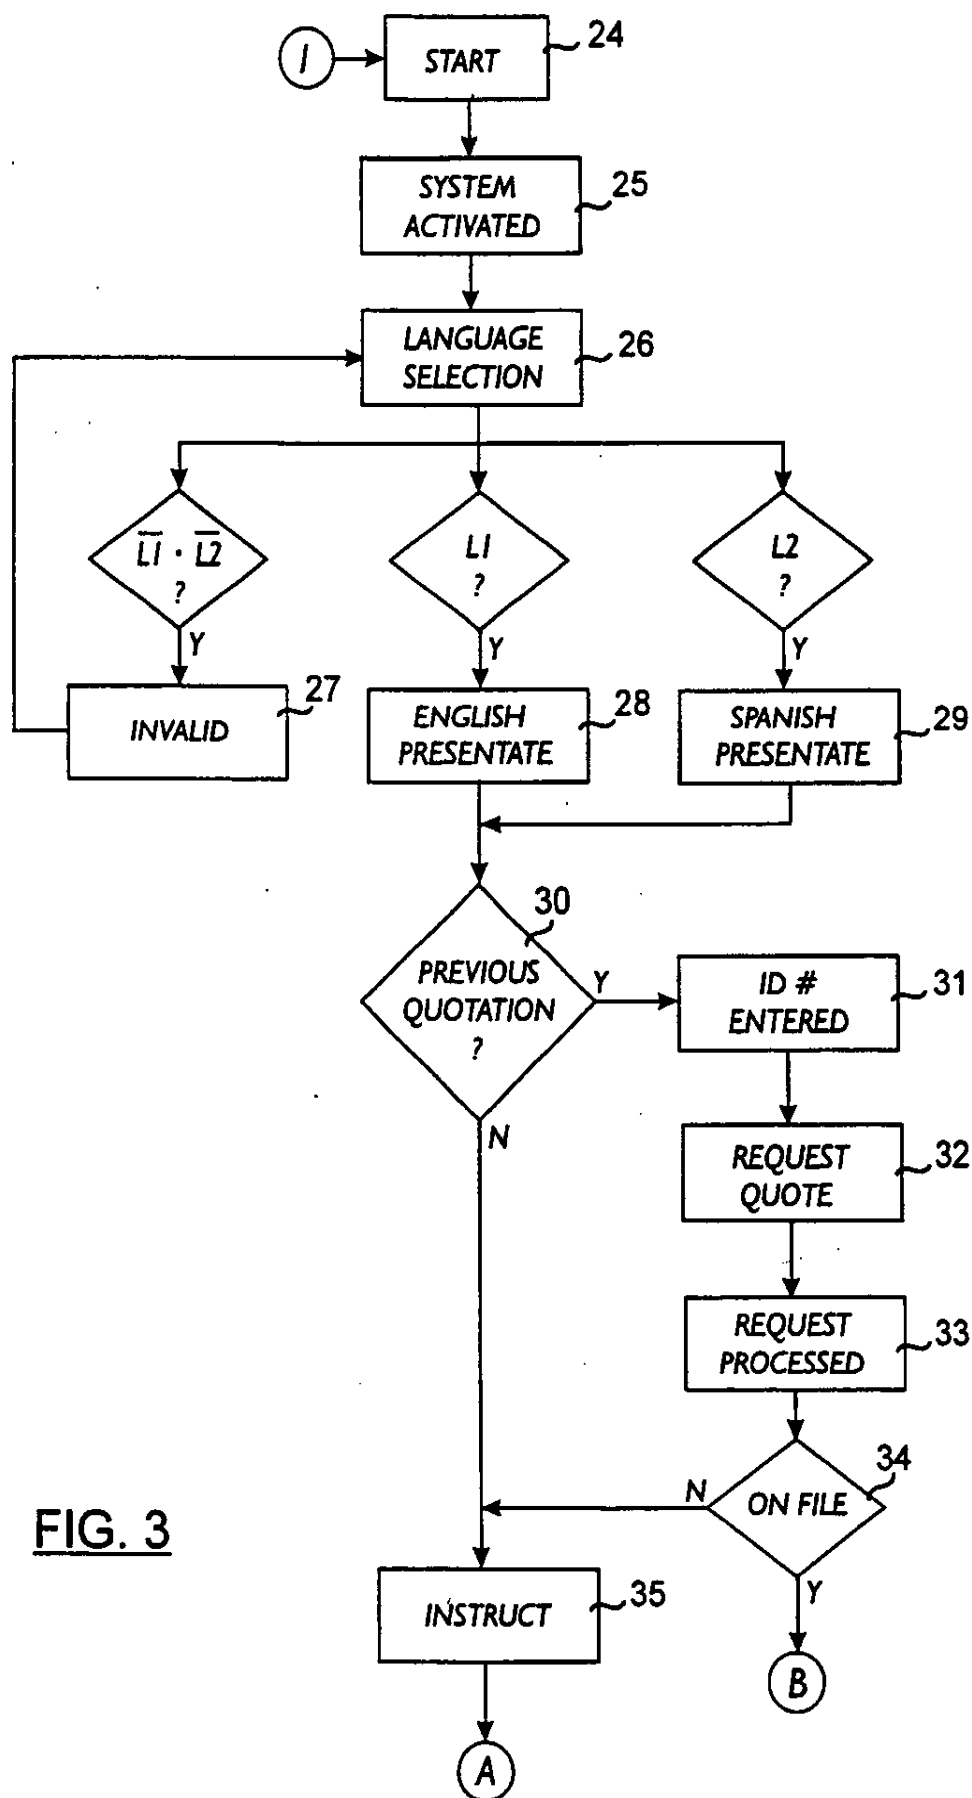 I
START
24
SYSTEM
ACTIVATED
25
LANGUAGE
SELECTION
26
L̅1̅ · L̅2̅
?
Y
L1
?
Y
L2
?
Y
INVALID
27
ENGLISH
PRESENTATE
28
SPANISH
PRESENTATE
29
30
PREVIOUS
QUOTATION
?
Y
N
ID #
ENTERED
31
REQUEST
QUOTE
32
REQUEST
PROCESSED
33
34
ON FILE
N
Y
FIG. 3
INSTRUCT
35
B
A